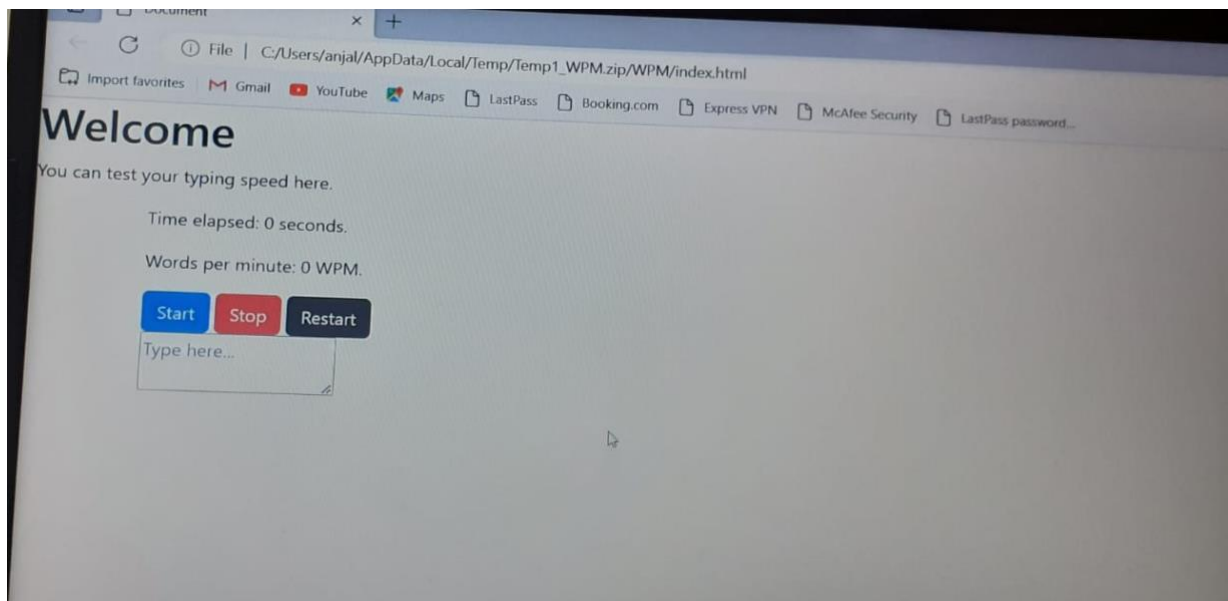 Document
File | C:/Users/anjal/AppData/Local/Temp/Temp1_WPM.zip/WPM/index.html
Import favorites Gmail YouTube Maps LastPass Booking.com Express VPN McAfee Security LastPass password...
Welcome
You can test your typing speed here.
Time elapsed: 0 seconds.
Words per minute: 0 WPM.
Start Stop Restart
Type here...